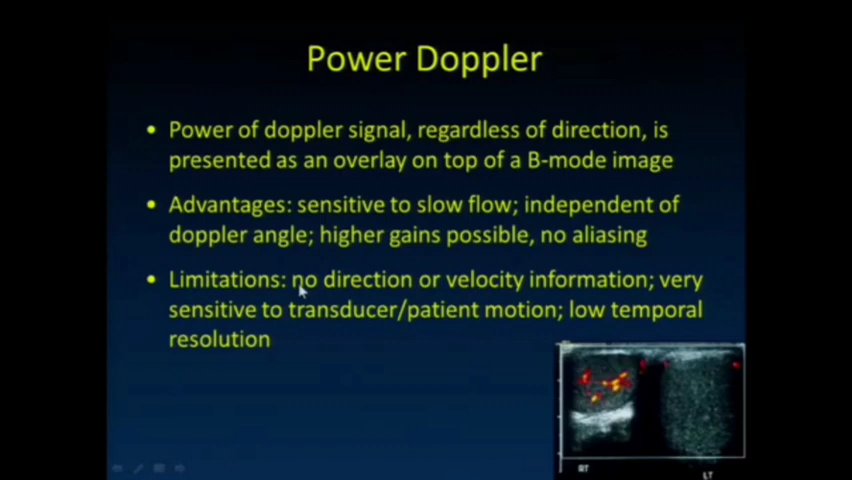 Power Doppler
• Power of doppler signal, regardless of direction, is
presented as an overlay on top of a B-mode image
• Advantages: sensitive to slow flow; independent of
doppler angle; higher gains possible, no aliasing
• Limitations: no direction or velocity information; very
sensitive to transducer/patient motion; low temporal
resolution
RT
LT